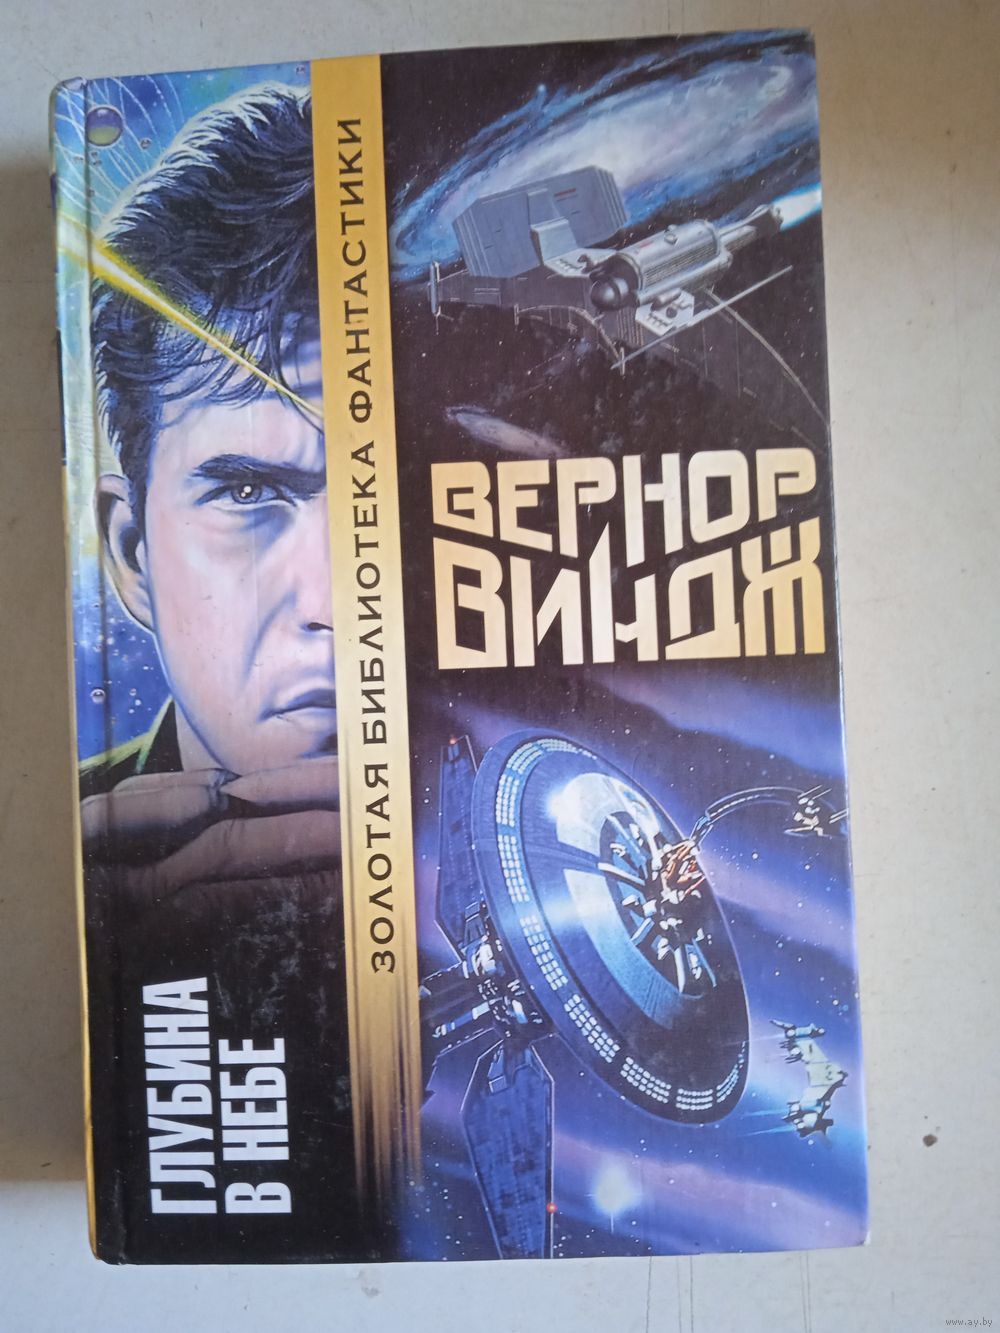 ЗОЛОТАЯ БИБЛИОТЕКА ФАНТАСТИКИ
ВЕРНОР
ВИНДЖ
ГЛУБИНА
В НЕБЕ
www.ay.by